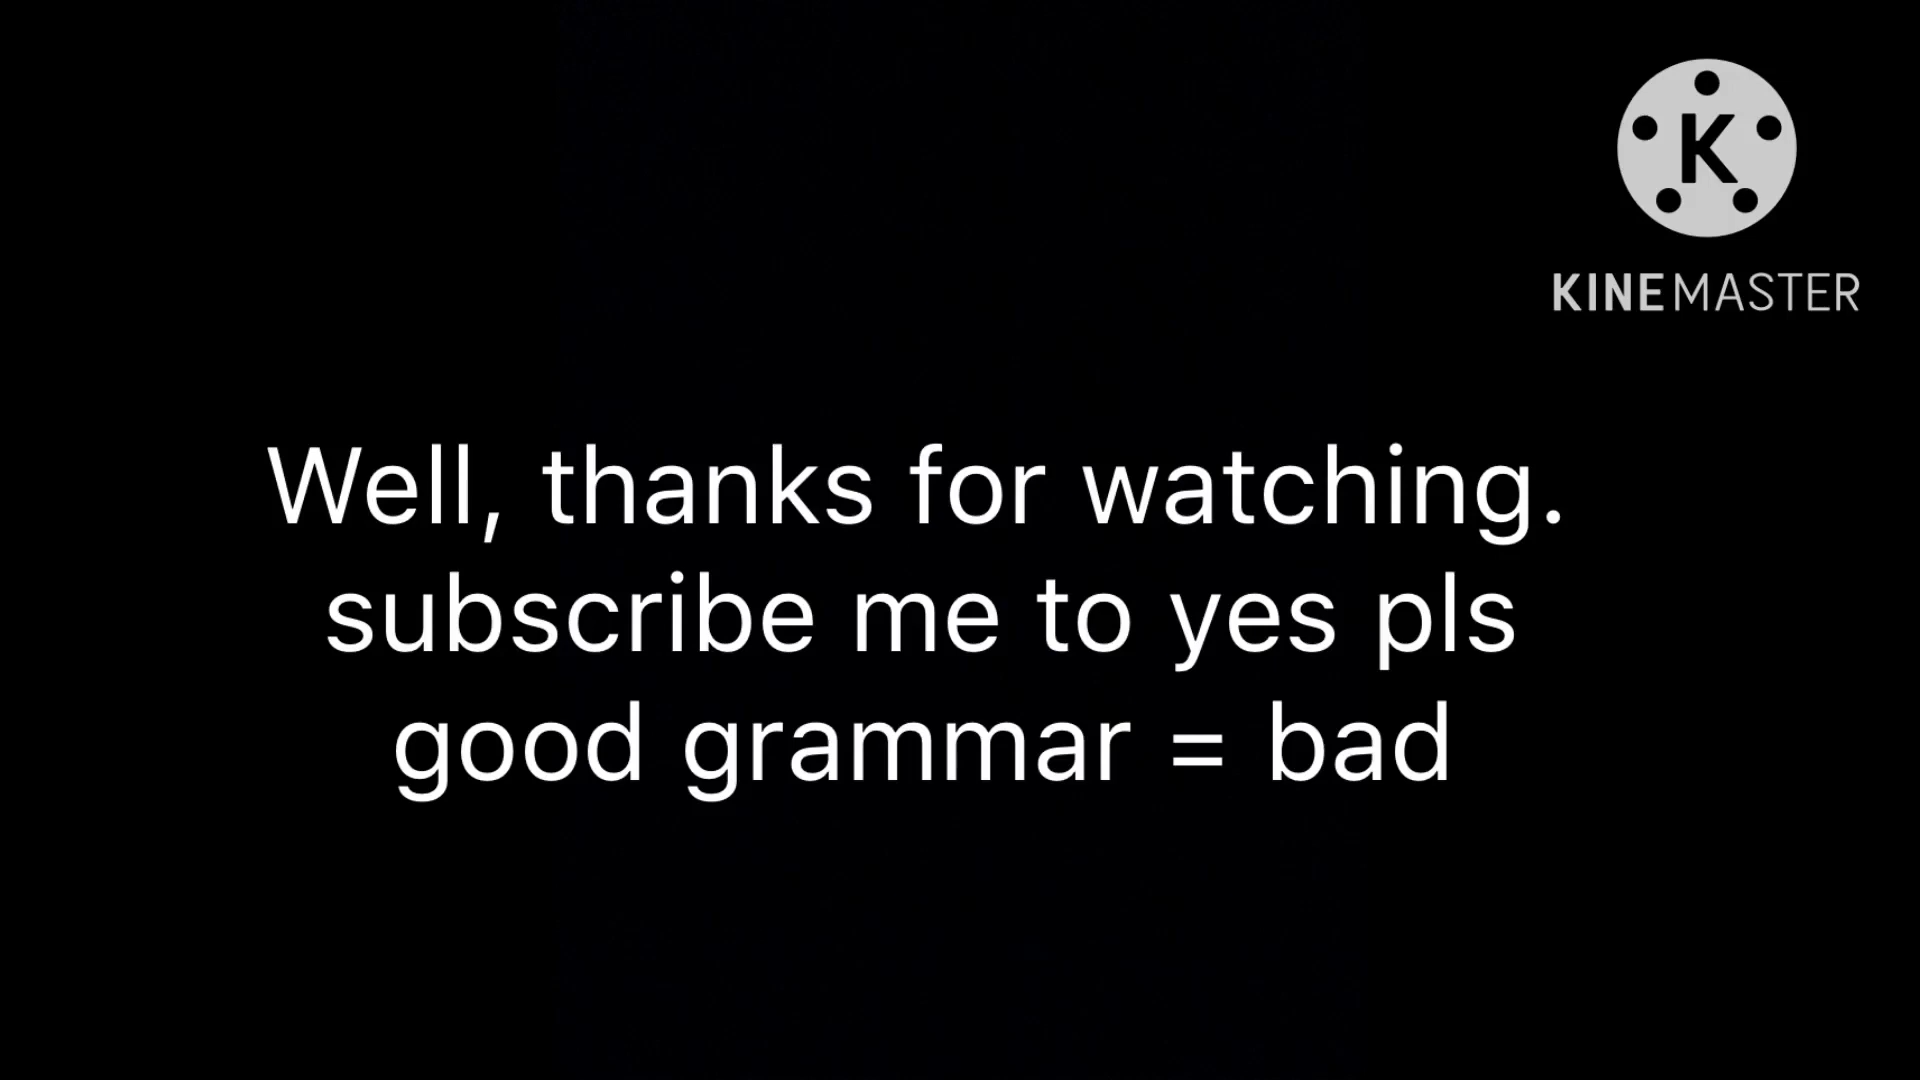 K
KINEMASTER
Well, thanks for watching.
subscribe me to yes pls
good grammar = bad